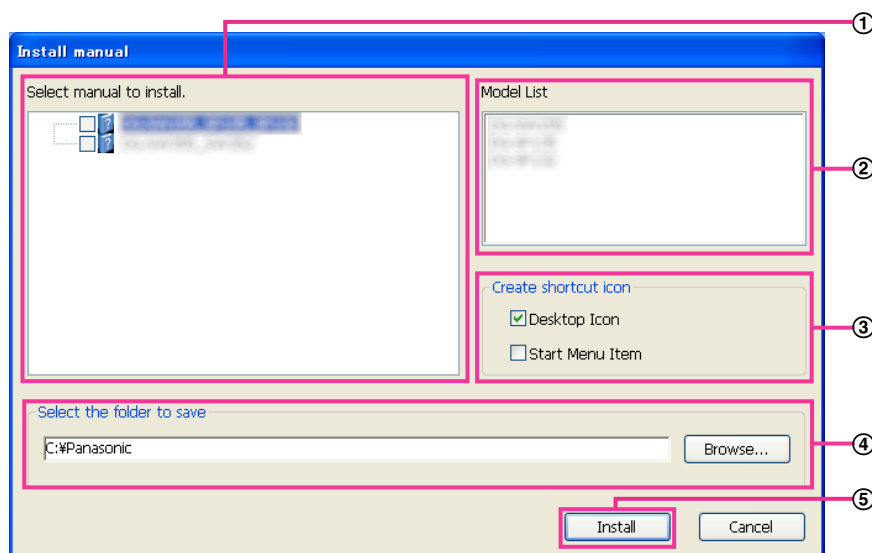 ①
Install manual
Select manual to install.
Model List
②
Create shortcut icon
Desktop Icon
③
Start Menu Item
Select the folder to save
C:¥Panasonic
Browse...
④
⑤
Install
Cancel